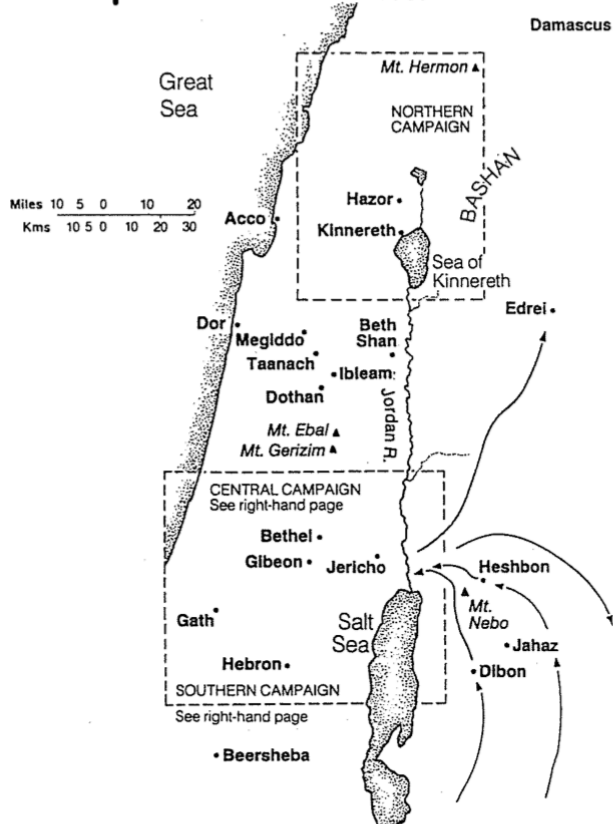 Damascus
Mt. Hermon
Great
Sea
NORTHERN
CAMPAIGN
BASHAN
Miles 10 5 0 10 20
Kms 10 5 0 10 20 30
Hazor
Acco
Kinnereth
Sea of
Kinnereth
Edrei
Dor
Megiddo
Beth
Shan
Taanach
Ibleam
Dothan
Jordan R.
Mt. Ebal
Mt. Gerizim
CENTRAL CAMPAIGN
See right-hand page
Bethel
Gibeon
Jericho
Heshbon
Mt.
Nebo
Gath
Salt
Sea
Jahaz
Hebron
Dibon
SOUTHERN CAMPAIGN
See right-hand page
Beersheba